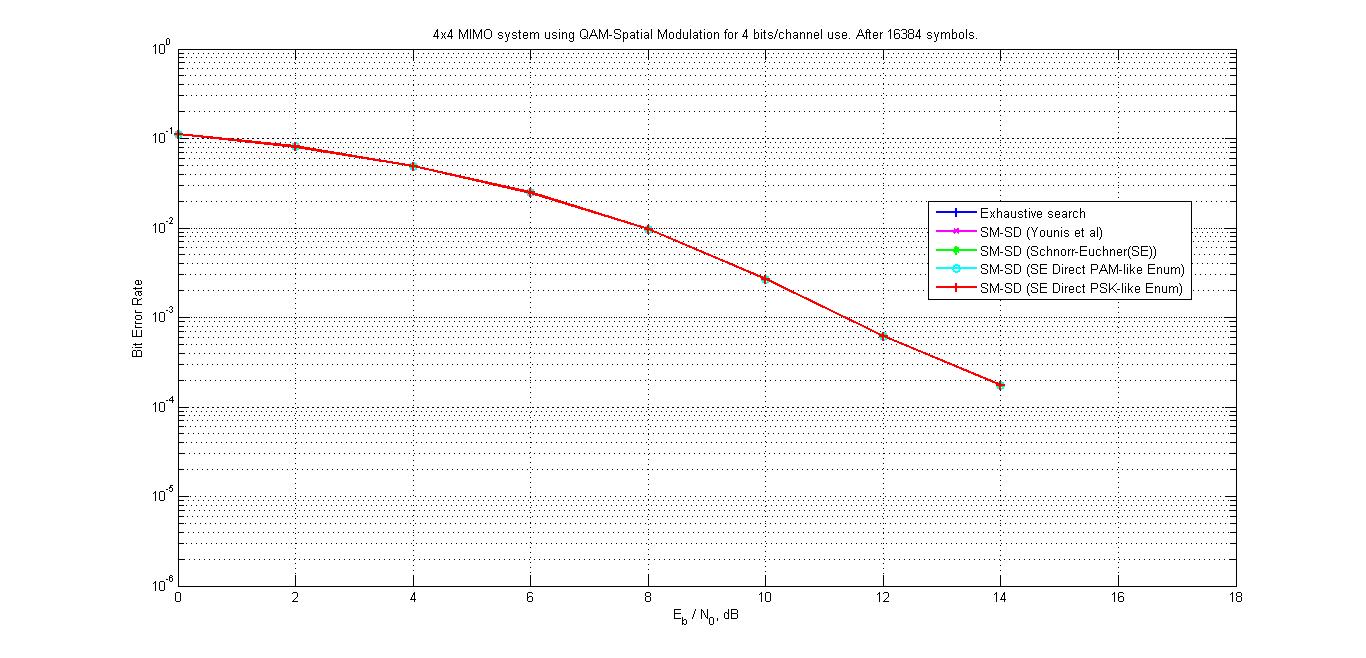 4x4 MIMO system using QAM-Spatial Modulation for 4 bits/channel use. After 16384 symbols.
10^0
10^-1
10^-2
10^-3
10^-4
10^-5
10^-6
Bit Error Rate
Exhaustive search
SM-SD (Younis et al)
SM-SD (Schnorr-Euchner(SE))
SM-SD (SE Direct PAM-like Enum)
SM-SD (SE Direct PSK-like Enum)
0 2 4 6 8 10 12 14 16 18
E_b / N_0, dB